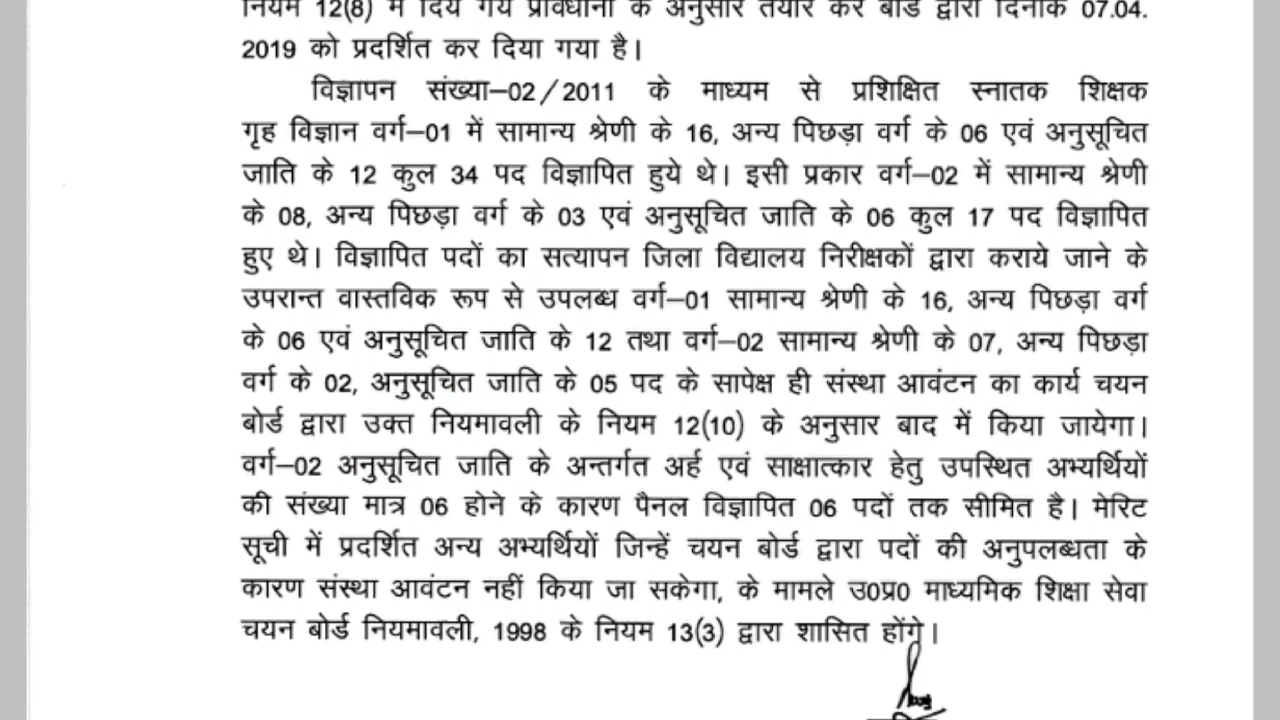 नियम 12(8) में दिये गये प्रावधानों के अनुसार तैयार कर बोर्ड द्वारा दिनांक 07.04.
2019 को प्रदर्शित कर दिया गया है।
विज्ञापन संख्या–02/2011 के माध्यम से प्रशिक्षित स्नातक शिक्षक
गृह विज्ञान वर्ग–01 में सामान्य श्रेणी के 16, अन्य पिछड़ा वर्ग के 06 एवं अनुसूचित
जाति के 12 कुल 34 पद विज्ञापित हुये थे। इसी प्रकार वर्ग–02 में सामान्य श्रेणी
के 08, अन्य पिछड़ा वर्ग के 03 एवं अनुसूचित जाति के 06 कुल 17 पद विज्ञापित
हुए थे। विज्ञापित पदों का सत्यापन जिला विद्यालय निरीक्षकों द्वारा कराये जाने के
उपरान्त वास्तविक रूप से उपलब्ध वर्ग–01 सामान्य श्रेणी के 16, अन्य पिछड़ा वर्ग
के 06 एवं अनुसूचित जाति के 12 तथा वर्ग–02 सामान्य श्रेणी के 07, अन्य पिछड़ा
वर्ग के 02, अनुसूचित जाति के 05 पद के सापेक्ष ही संस्था आवंटन का कार्य चयन
बोर्ड द्वारा उक्त नियमावली के नियम 12(10) के अनुसार बाद में किया जायेगा।
वर्ग–02 अनुसूचित जाति के अन्तर्गत अर्ह एवं साक्षात्कार हेतु उपस्थित अभ्यर्थियों
की संख्या मात्र 06 होने के कारण पैनल विज्ञापित 06 पदों तक सीमित है। मेरिट
सूची में प्रदर्शित अन्य अभ्यर्थियों जिन्हें चयन बोर्ड द्वारा पदों की अनुपलब्धता के
कारण संस्था आवंटन नहीं किया जा सकेगा, के मामले उ0प्र0 माध्यमिक शिक्षा सेवा
चयन बोर्ड नियमावली, 1998 के नियम 13(3) द्वारा शासित होंगे।